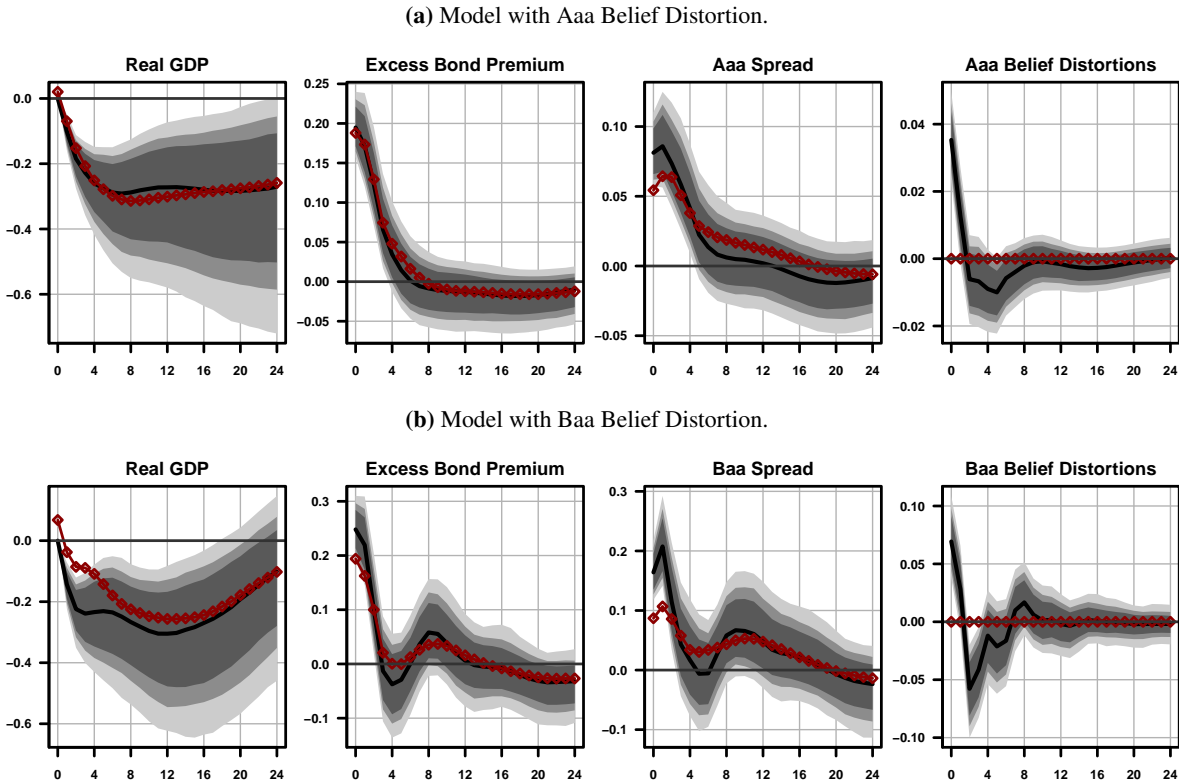 (a) Model with Aaa Belief Distortion.
Real GDP
0.0
−0.2
−0.4
−0.6
0 4 8 12 16 20 24
Excess Bond Premium
0.25
0.20
0.15
0.10
0.05
0.00
−0.05
0 4 8 12 16 20 24
Aaa Spread
0.10
0.05
0.00
−0.05
0 4 8 12 16 20 24
Aaa Belief Distortions
0.04
0.02
0.00
−0.02
0 4 8 12 16 20 24
(b) Model with Baa Belief Distortion.
Real GDP
0.0
−0.2
−0.4
−0.6
0 4 8 12 16 20 24
Excess Bond Premium
0.3
0.2
0.1
0.0
−0.1
0 4 8 12 16 20 24
Baa Spread
0.3
0.2
0.1
0.0
−0.1
0 4 8 12 16 20 24
Baa Belief Distortions
0.10
0.05
0.00
−0.05
−0.10
0 4 8 12 16 20 24